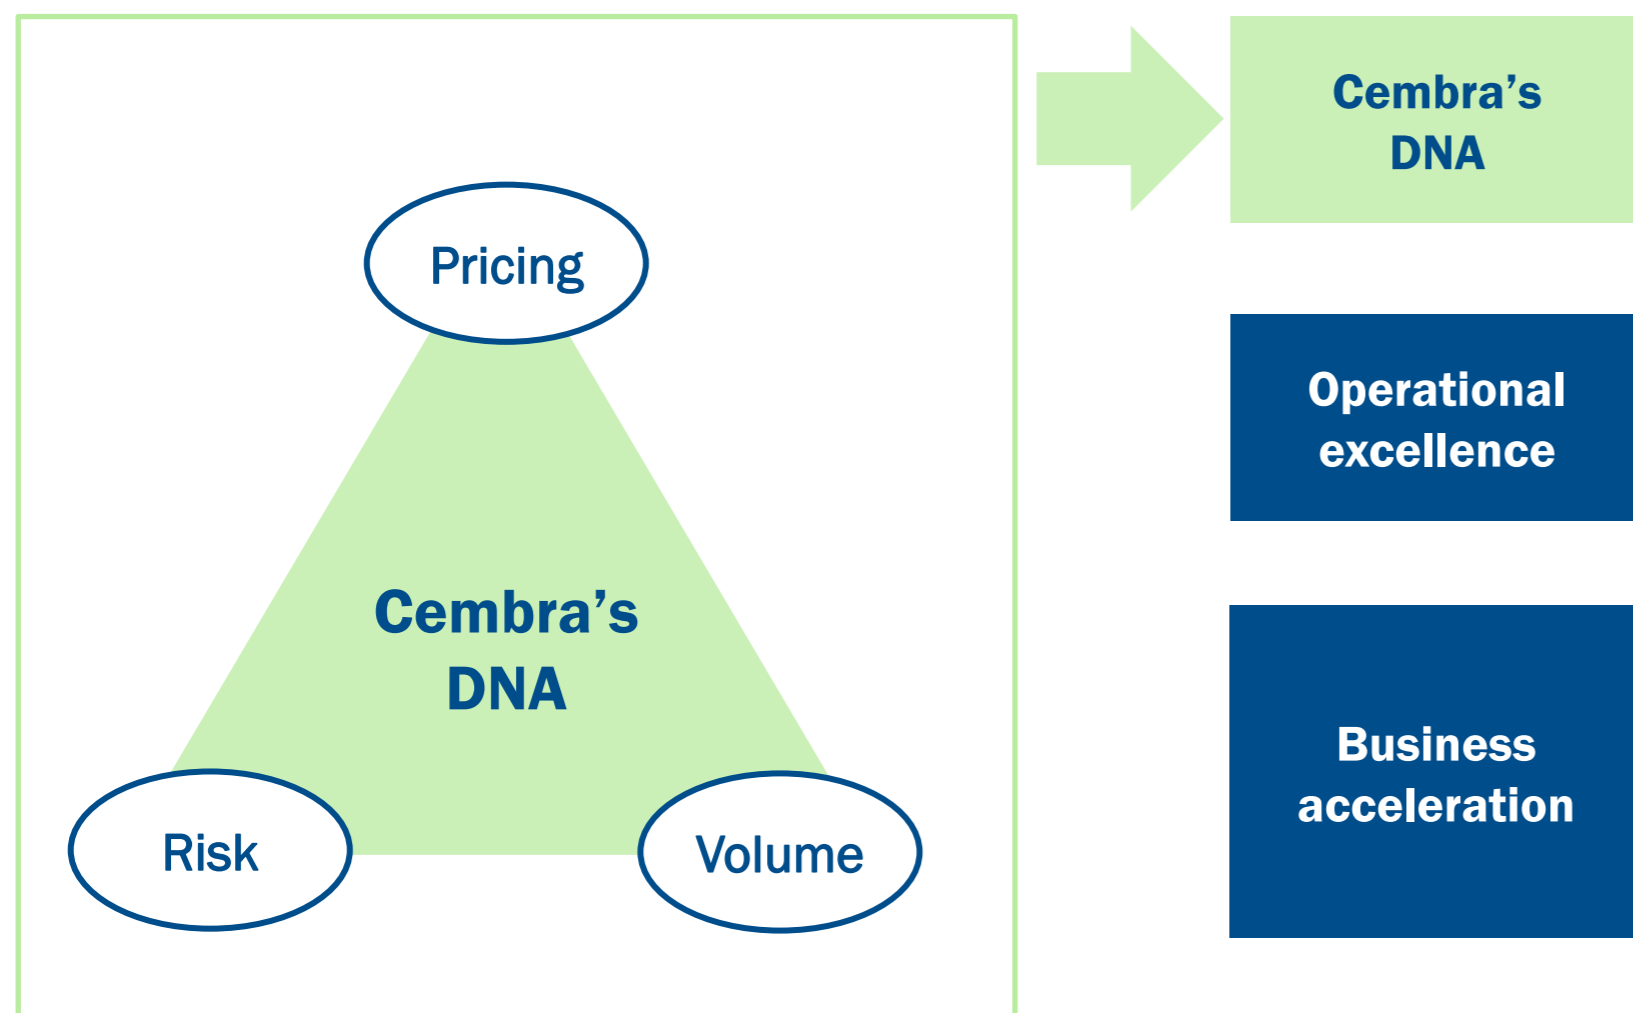 Pricing
Cembra’s
DNA
Risk
Volume
Cembra’s
DNA
Operational
excellence
Business
acceleration